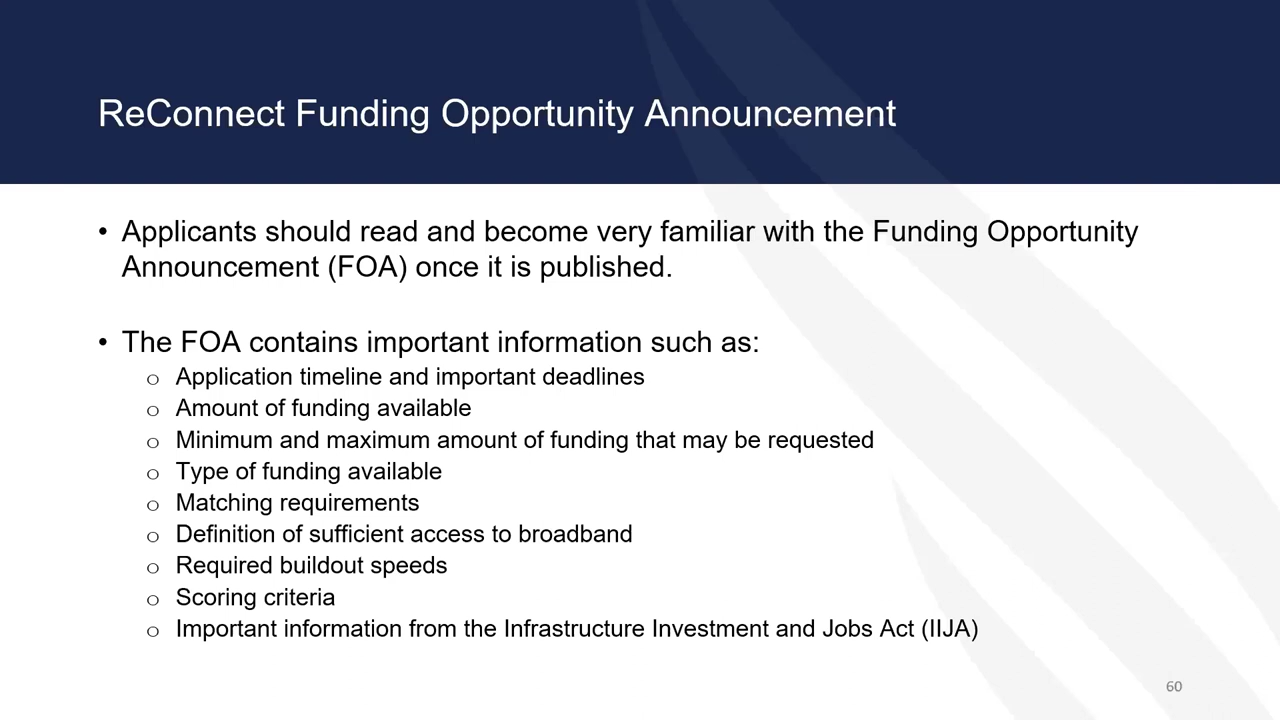 ReConnect Funding Opportunity Announcement
• Applicants should read and become very familiar with the Funding Opportunity
Announcement (FOA) once it is published.
• The FOA contains important information such as:
o Application timeline and important deadlines
o Amount of funding available
o Minimum and maximum amount of funding that may be requested
o Type of funding available
o Matching requirements
o Definition of sufficient access to broadband
o Required buildout speeds
o Scoring criteria
o Important information from the Infrastructure Investment and Jobs Act (IIJA)
60